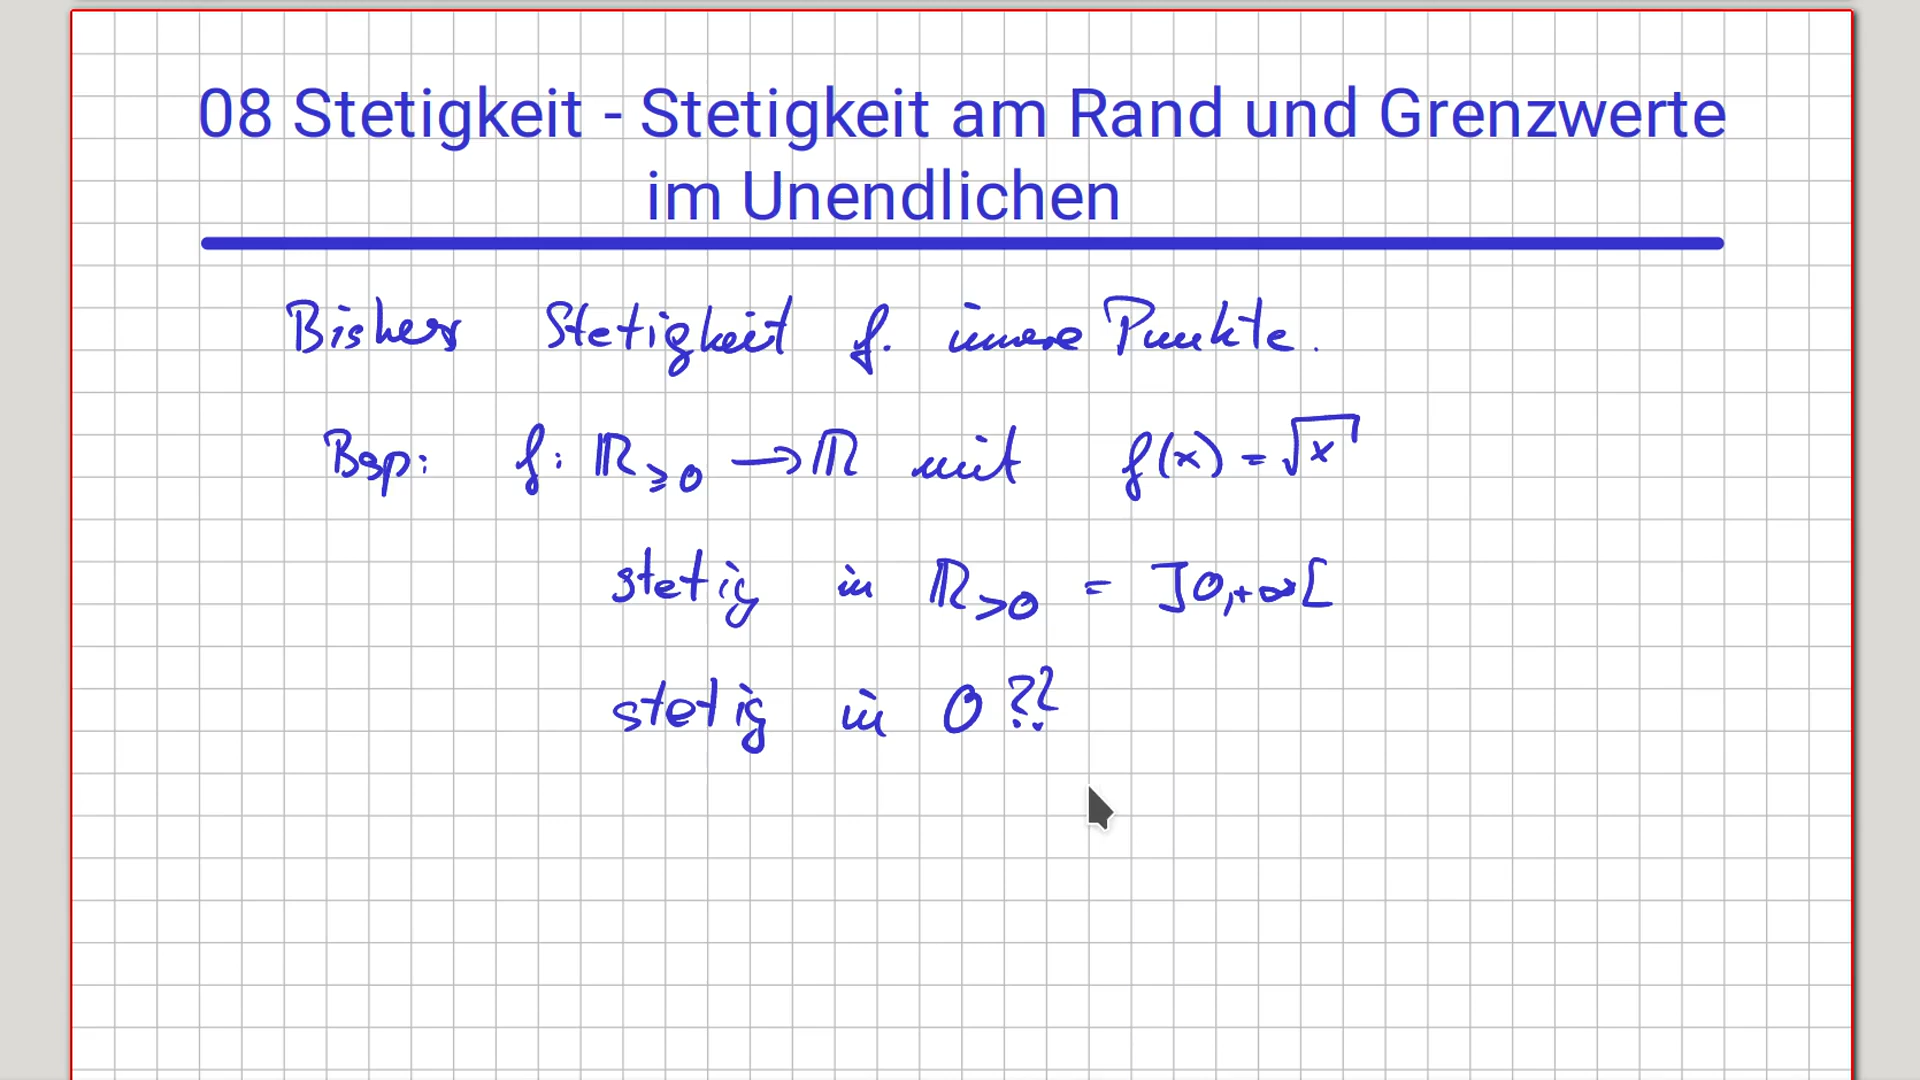 08 Stetigkeit - Stetigkeit am Rand und Grenzwerte
im Unendlichen
Bisher Stetigkeit f. innere Punkte.
Bsp: f: ℝ≥0 → ℝ mit f(x) = √x
stetig in ℝ>0 = ]0,+∞[
stetig in 0??